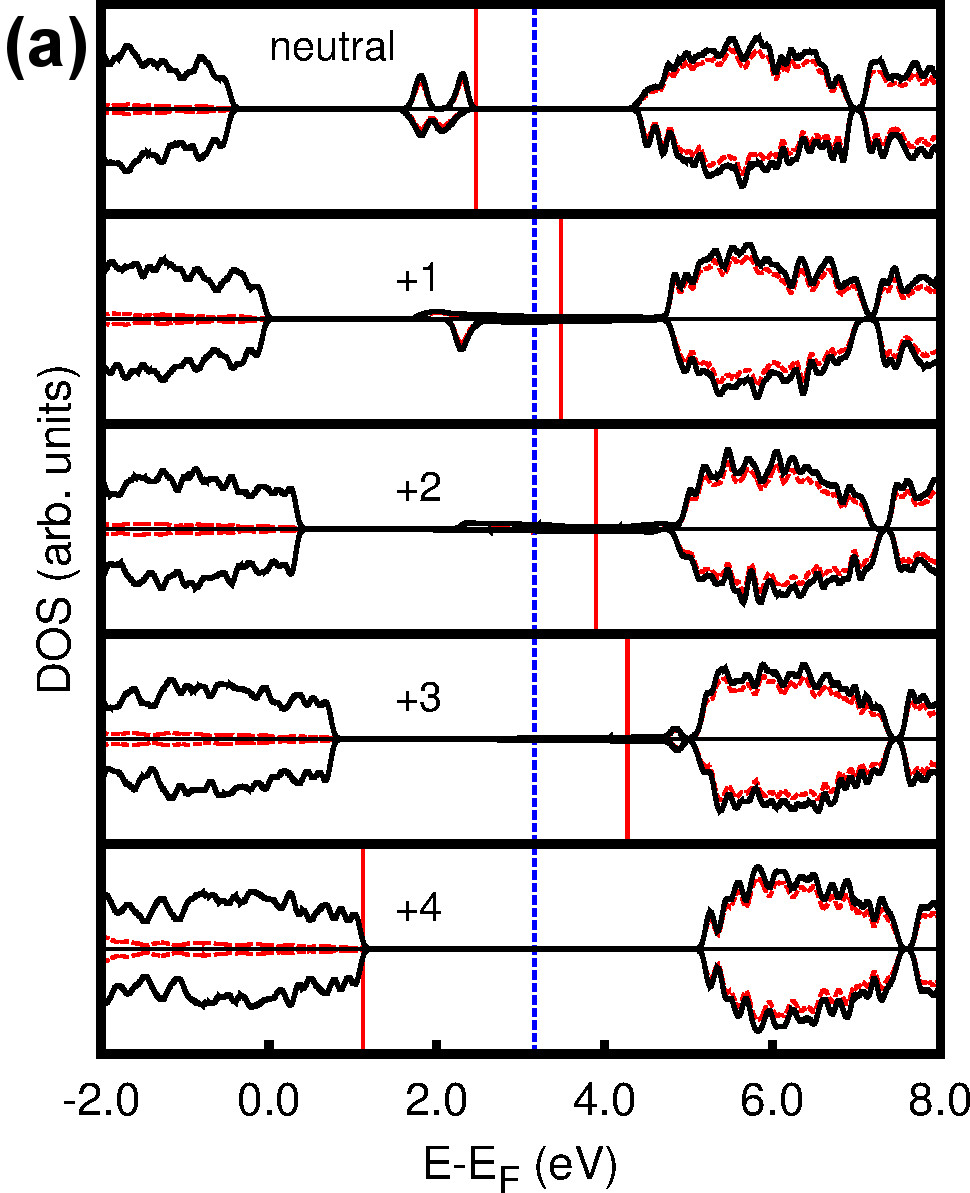 (a)
neutral
+1
+2
+3
+4
DOS (arb. units)
-2.0 0.0 2.0 4.0 6.0 8.0
E-E_F (eV)